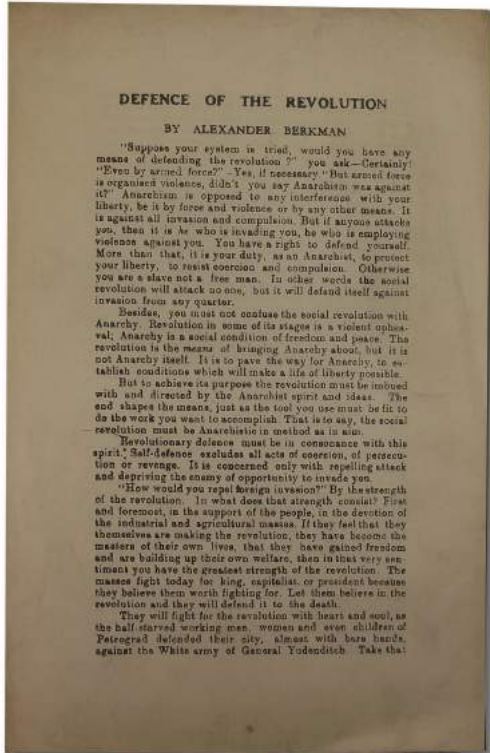 DEFENCE OF THE REVOLUTION
BY ALEXANDER BERKMAN
"Suppose your system is tried, would you have any
means of defending the revolution ?" you ask—Certainly!
"Even by armed force?" -Yes, if necessary. "But armed force
is organised violence, didn't you say Anarchism was against
it?" Anarchism is opposed to any interference with your
liberty, be it by force and violence or by any other means. It
is against all invasion and compulsion. But if anyone attacks
you, then it is he who is invading you, he who is employing
violence against you. You have a right to defend yourself.
More than that, it is your duty, as an Anarchist, to protect
your liberty, to resist coercion and compulsion. Otherwise
you are a slave not a free man. In other words the social
revolution will attack no one, but it will defend itself against
invasion from any quarter.
Besides, you must not confuse the social revolution with
Anarchy. Revolution in some of its stages is a violent uphea-
val; Anarchy is a social condition of freedom and peace. The
revolution is the means of bringing Anarchy about, but it is
not Anarchy itself. It is to pave the way for Anarchy, to es-
tablish conditions which will make a life of liberty possible.
But to achieve its purpose the revolution must be imbued
with and directed by the Anarchist spirit and ideas. The
end shapes the means, just as the tool you use must be fit to
do the work you want to accomplish. That is to say, the social
revolution must be Anarchistic in method as in aim.
Revolutionary defence must be in consonance with this
spirit. Self-defence excludes all acts of coersion, of persecu-
tion or revenge. It is concerned only with repelling attack
and depriving the enemy of opportunity to invade you.
"How would you repel foreign invasion?" By the strength
of the revolution. In what does that strength consist? First
and foremost, in the support of the people, in the devotion of
the industrial and agricultural masses. If they feel that they
themselves are making the revolution, they have become the
masters of their own lives, that they have gained freedom
and are building up their own welfare, then in that very sen-
timent you have the greatest strength of the revolution. The
masses fight today for king, capitalist, or president because
they believe them worth fighting for. Let them believe in the
revolution and they will defend it to the death.
They will fight for the revolution with heart and soul, as
the half-starved working men, women and even children of
Petrograd defended their city, almost with bare hands,
against the White army of General Yudenditch. Take that